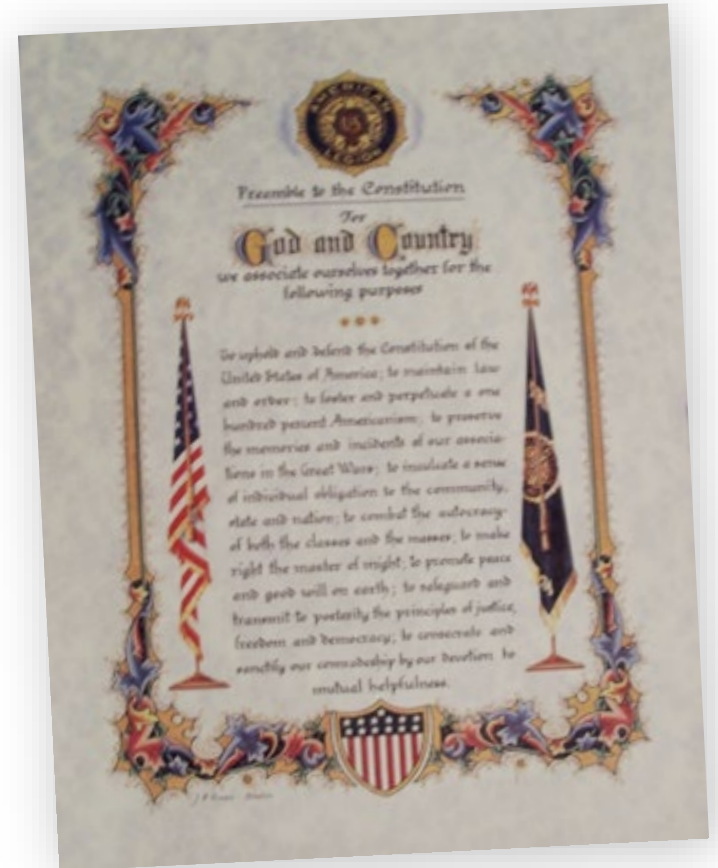 AMERICAN
US
LEGION
Preamble to the Constitution
For
God and Country
we associate ourselves together for the
following purposes
To uphold and defend the Constitution of the
United States of America; to maintain law
and order; to foster and perpetuate a one
hundred percent Americanism; to preserve
the memories and incidents of our associa-
tions in the Great Wars; to inculcate a sense
of individual obligation to the community,
state and nation; to combat the autocracy
of both the classes and the masses; to make
right the master of might; to promote peace
and good will on earth; to safeguard and
transmit to posterity the principles of justice,
freedom and democracy; to consecrate and
sanctify our comradeship by our devotion to
mutual helpfulness.